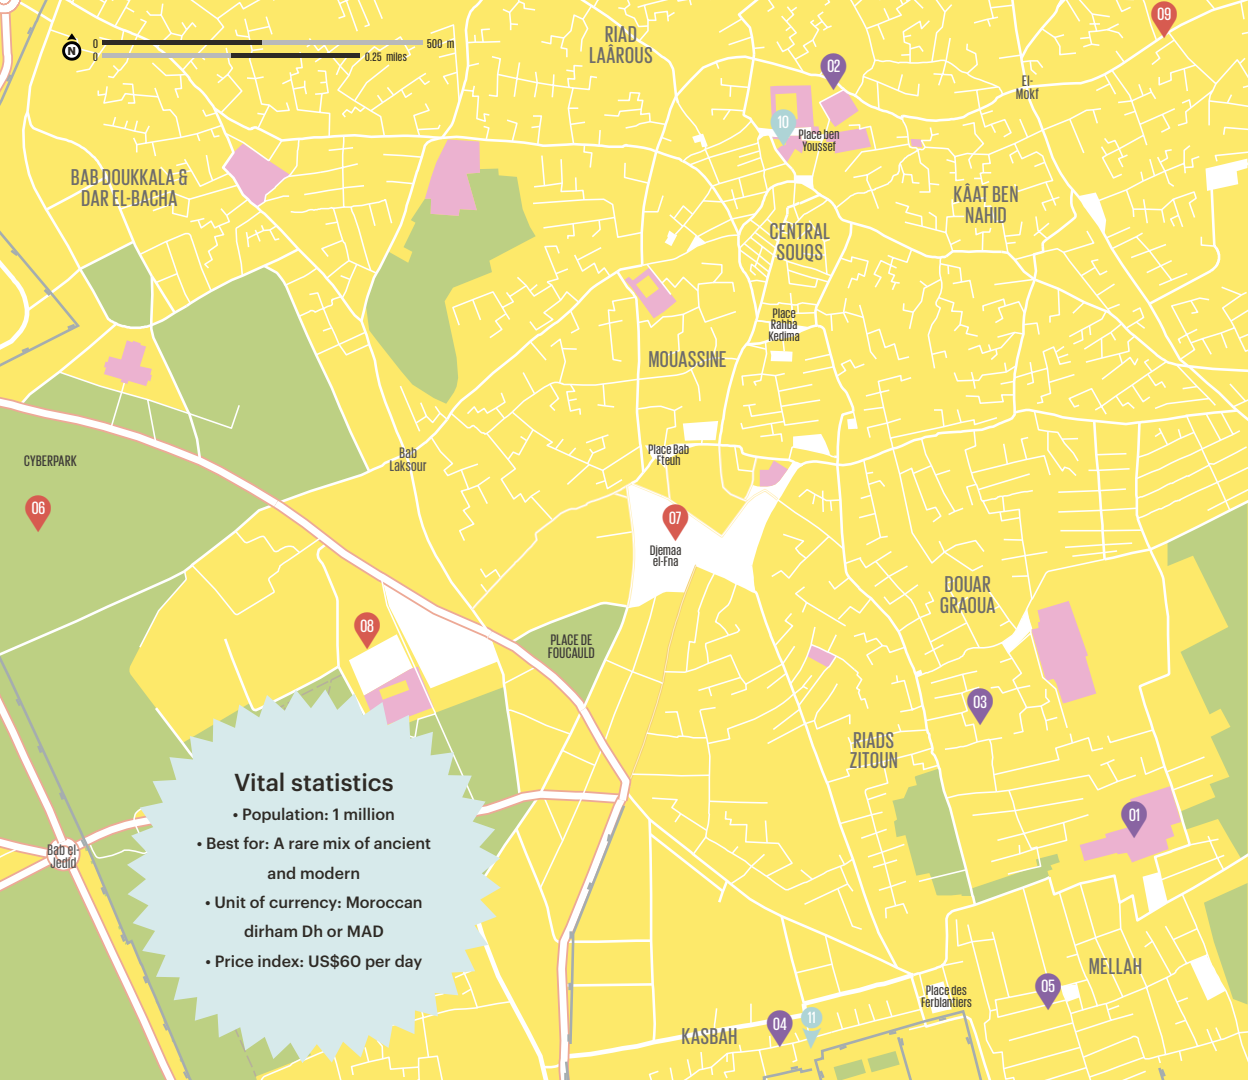 N
0 500 m
0 0.25 miles
RIAD
LAÂROUS
09
02
El-
Mokf
10
Place ben
Youssef
BAB DOUKKALA &
DAR EL-BACHA
KÂAT BEN
NAHID
CENTRAL
SOUQS
Place
Rahba
Kedima
MOUASSINE
Bab
Laksour
Place Bab
Fteuh
CYBERPARK
06
07
Djemaa
el-Fna
DOUAR
GRAOUA
08
PLACE DE
FOUCAULD
03
RIADS
ZITOUN
Vital statistics
• Population: 1 million
• Best for: A rare mix of ancient
and modern
• Unit of currency: Moroccan
dirham Dh or MAD
• Price index: US$60 per day
01
Bab el-
Jedid
MELLAH
05
Place des
Ferblantiers
04
11
KASBAH